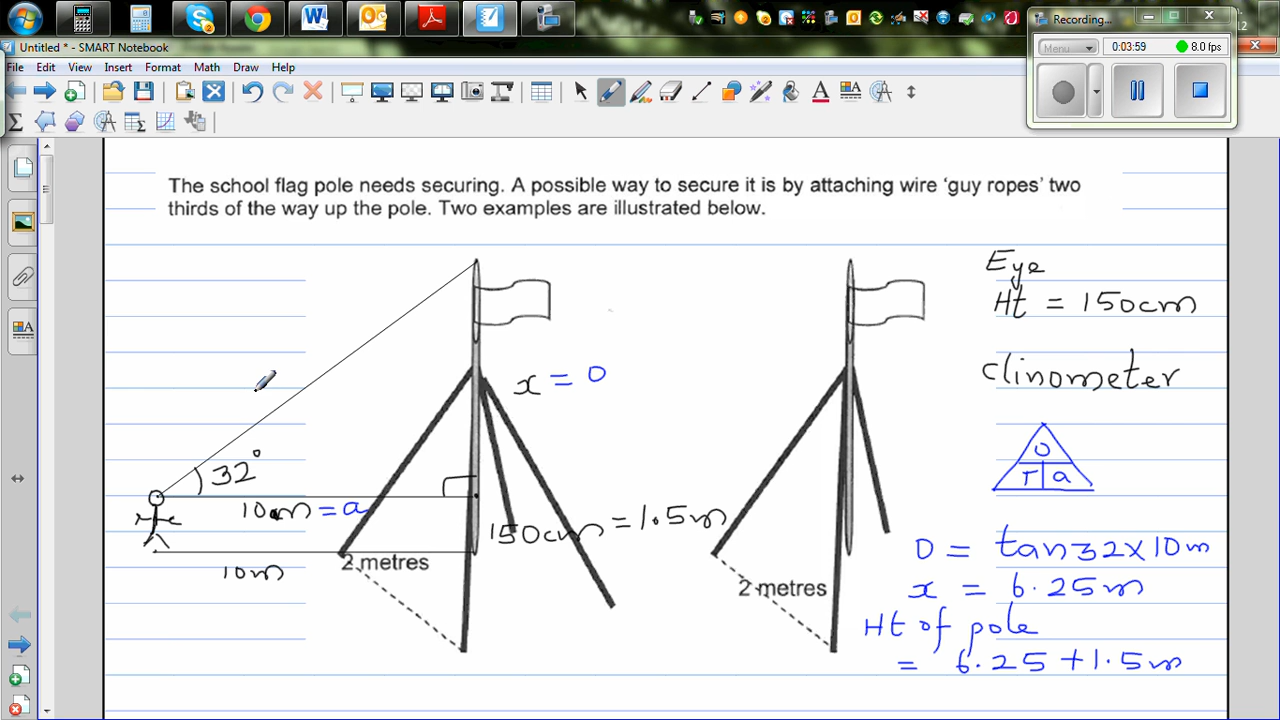 Recording...
Menu
0:03:59
8.0 fps
12
Untitled * - SMART Notebook
File Edit View Insert Format Math Draw Help
The school flag pole needs securing. A possible way to secure it is by attaching wire 'guy ropes' two
thirds of the way up the pole. Two examples are illustrated below.
Eye
Ht = 150cm
x = 0
clinometer
O
T a
32°
10m = a
150cm = 1.5m
10m
2 metres
2 metres
O = tan32x10m
x = 6.25m
Ht of pole
= 6.25 + 1.5m